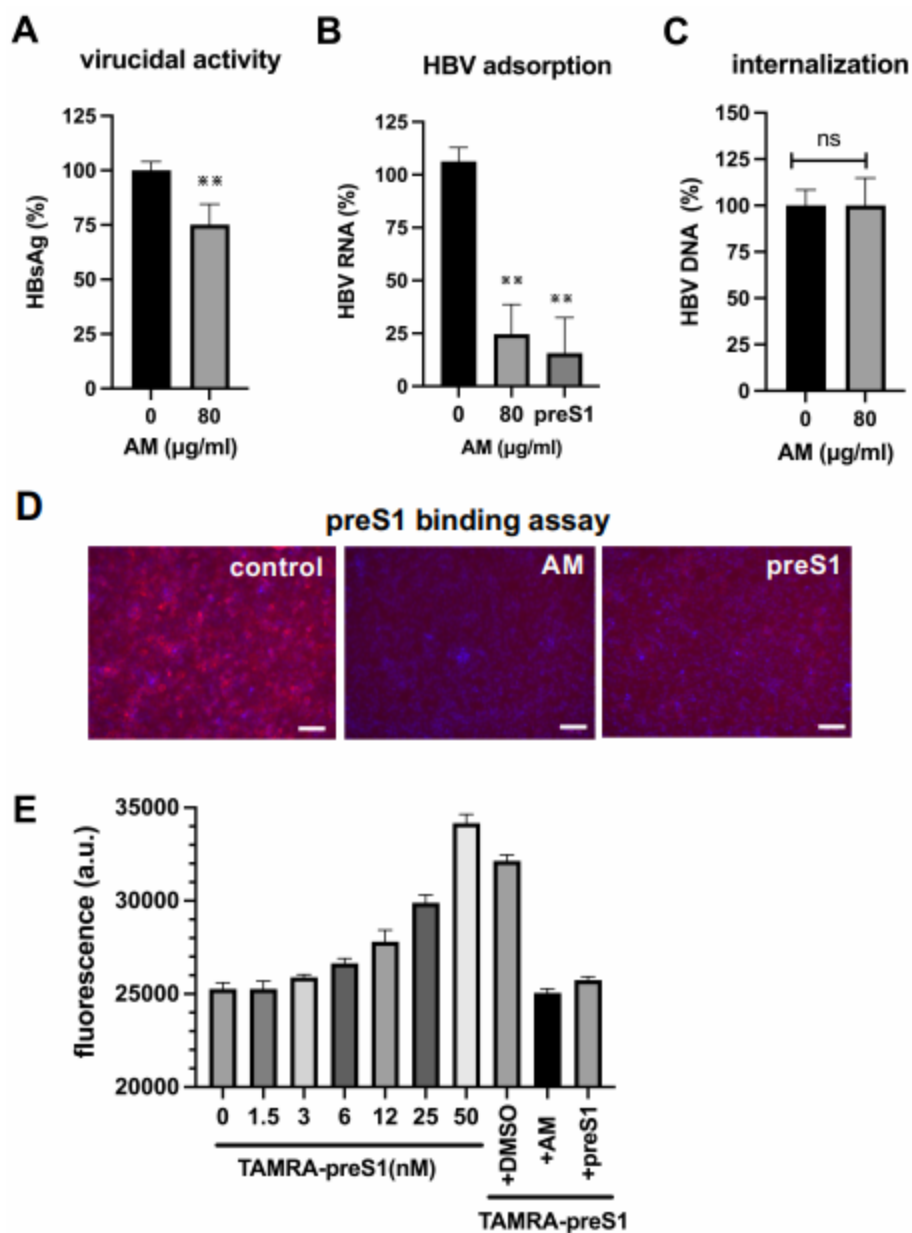 A
virucidal activity
HBsAg (%)
125
100
75
50
25
0
**
0 80
AM (µg/ml)
B
HBV adsorption
HBV RNA (%)
125
100
75
50
25
0
** **
0 80 preS1
AM (µg/ml)
C
internalization
HBV DNA (%)
150
125
100
75
50
25
0
ns
0 80
AM (µg/ml)
D
preS1 binding assay
control AM preS1
E
fluorescence (a.u.)
35000
30000
25000
20000
0 1.5 3 6 12 25 50 +DMSO +AM +preS1
TAMRA-preS1(nM)
TAMRA-preS1